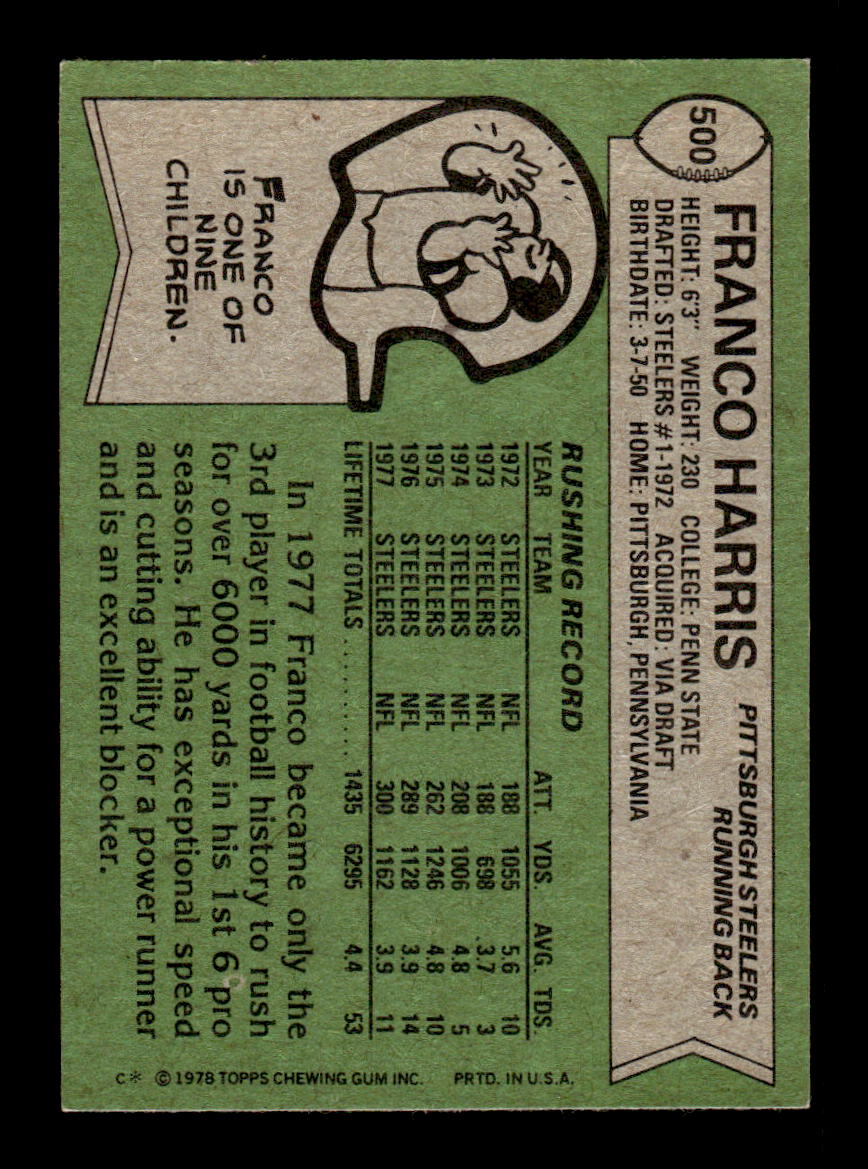 500
FRANCO HARRIS
PITTSBURGH STEELERS
RUNNING BACK
HEIGHT: 6'3" WEIGHT: 230 COLLEGE: PENN STATE
DRAFTED: STEELERS #1-1972 ACQUIRED: VIA DRAFT
BIRTHDATE: 3-7-50 HOME: PITTSBURGH, PENNSYLVANIA
FRANCO
IS ONE OF
NINE
CHILDREN.
RUSHING RECORD
YEAR TEAM ATT. YDS. AVG. TDS.
1972 STEELERS NFL 188 1055 5.6 10
1973 STEELERS NFL 188 698 3.7 3
1974 STEELERS NFL 208 1006 4.8 5
1975 STEELERS NFL 262 1246 4.8 10
1976 STEELERS NFL 289 1128 3.9 14
1977 STEELERS NFL 300 1162 3.9 11
LIFETIME TOTALS .......... 1435 6295 4.4 53
In 1977 Franco became only the
3rd player in football history to rush
for over 6000 yards in his 1st 6 pro
seasons. He has exceptional speed
and cutting ability for a power runner
and is an excellent blocker.
C* © 1978 TOPPS CHEWING GUM INC. PRTD. IN U.S.A.